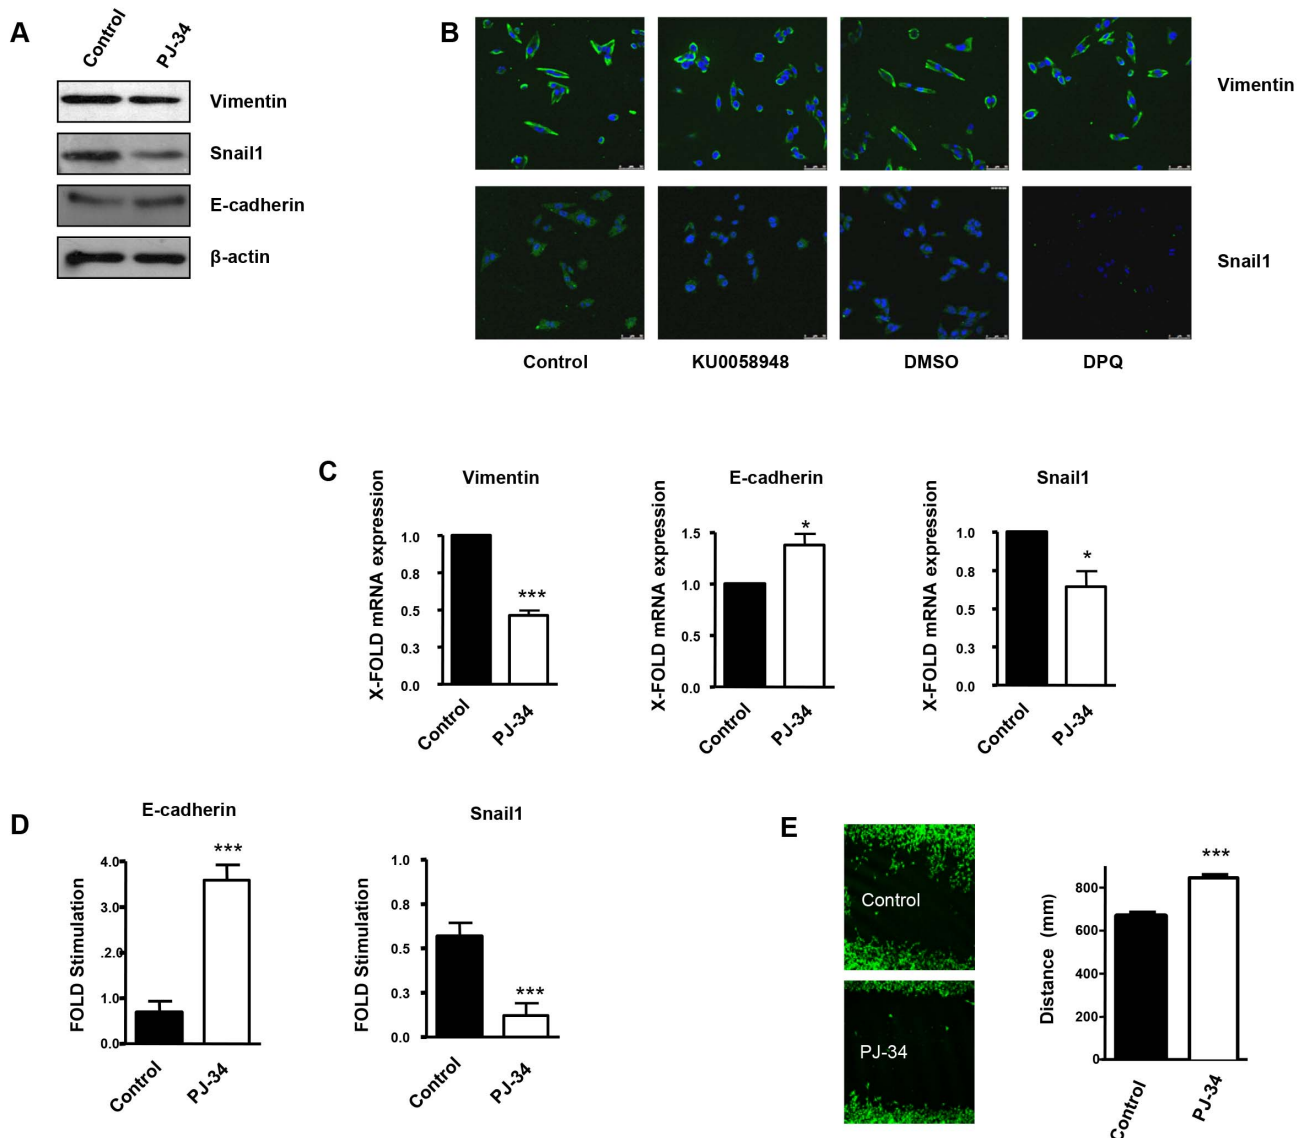 A
Control
PJ-34
Vimentin
Snail1
E-cadherin
β-actin
B
Vimentin
Snail1
Control
KU0058948
DMSO
DPQ
C
Vimentin
X-FOLD mRNA expression
1.0
0.8
0.5
0.3
0.0
***
Control
PJ-34
E-cadherin
X-FOLD mRNA expression
1.5
1.0
0.5
0.0
*
Control
PJ-34
Snail1
X-FOLD mRNA expression
1.0
0.8
0.5
0.3
0.0
*
Control
PJ-34
D
E-cadherin
FOLD Stimulation
4.0
3.0
.2.0
1.0
0.0
***
Control
PJ-34
Snail1
FOLD Stimulation
1.0
0.8
0.5
0.3
0.0
***
Control
PJ-34
E
Control
PJ-34
Distance (mm)
800
600
400
200
0
***
Control
PJ-34